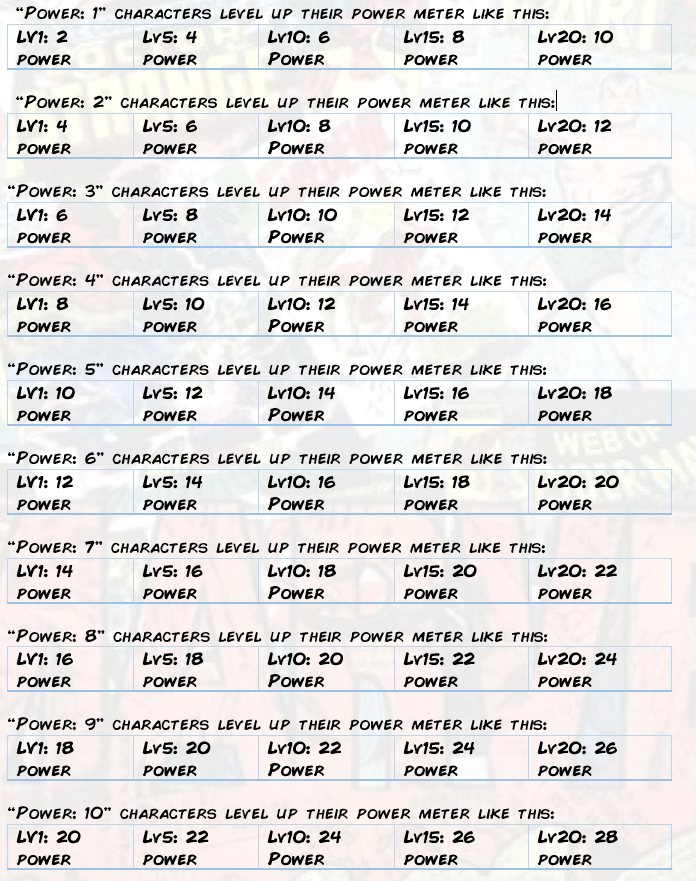 “Power: 1” characters level up their power meter like this:
LV1: 2 Lv5: 4 Lv10: 6 Lv15: 8 Lv20: 10
power power Power power power
“Power: 2” characters level up their power meter like this:
LV1: 4 Lv5: 6 Lv10: 8 Lv15: 10 Lv20: 12
power power Power power power
“Power: 3” characters level up their power meter like this:
LV1: 6 Lv5: 8 Lv10: 10 Lv15: 12 Lv20: 14
power power Power power power
“Power: 4” characters level up their power meter like this:
LV1: 8 Lv5: 10 Lv10: 12 Lv15: 14 Lv20: 16
power power Power power power
“Power: 5” characters level up their power meter like this:
LV1: 10 Lv5: 12 Lv10: 14 Lv15: 16 Lv20: 18
power power Power power power
“Power: 6” characters level up their power meter like this:
LV1: 12 Lv5: 14 Lv10: 16 Lv15: 18 Lv20: 20
power power Power power power
WEB OF
“Power: 7” characters level up their power meter like this:
LV1: 14 Lv5: 16 Lv10: 18 Lv15: 20 Lv20: 22
power power Power power power
“Power: 8” characters level up their power meter like this:
LV1: 16 Lv5: 18 Lv10: 20 Lv15: 22 Lv20: 24
power power Power power power
“Power: 9” characters level up their power meter like this:
LV1: 18 Lv5: 20 Lv10: 22 Lv15: 24 Lv20: 26
power power Power power power
“Power: 10” characters level up their power meter like this:
LV1: 20 Lv5: 22 Lv10: 24 Lv15: 26 Lv20: 28
power power Power power power